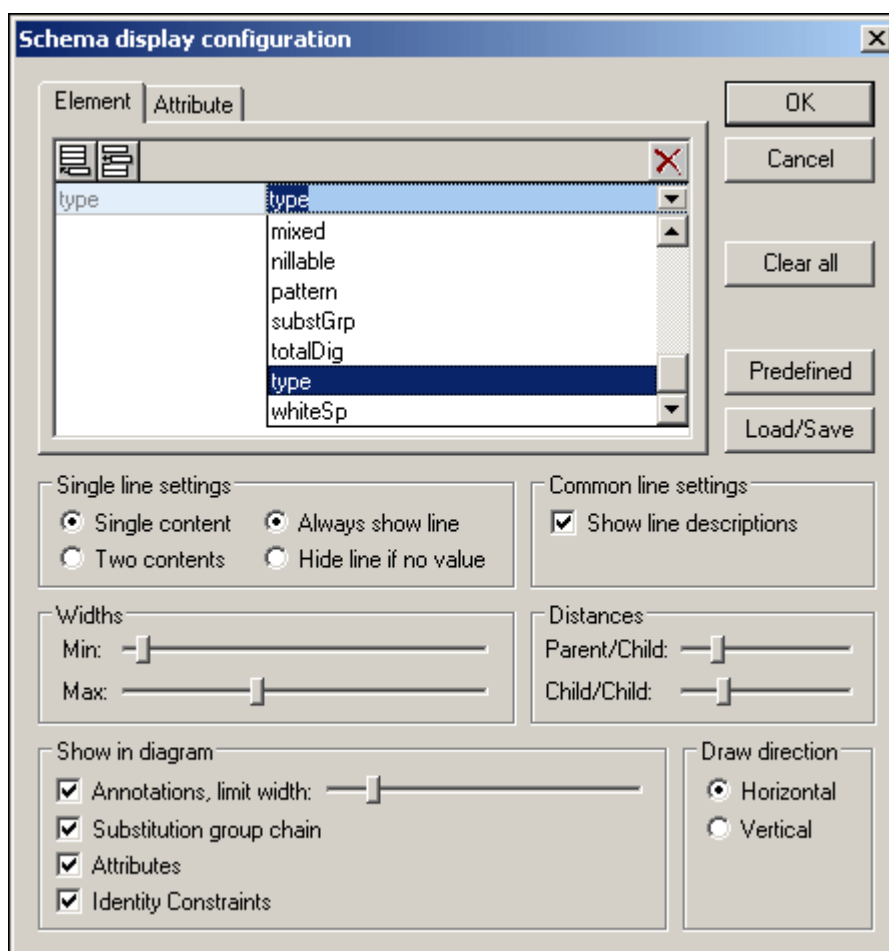 Schema display configuration
Element Attribute OK
Cancel
type type
mixed
nillable Clear all
pattern
substGrp
totalDig
type Predefined
whiteSp
Load/Save
Single line settings Common line settings
Single content Always show line Show line descriptions
Two contents Hide line if no value
Widths Distances
Min: Parent/Child:
Max: Child/Child:
Show in diagram Draw direction
Annotations, limit width: Horizontal
Substitution group chain Vertical
Attributes
Identity Constraints